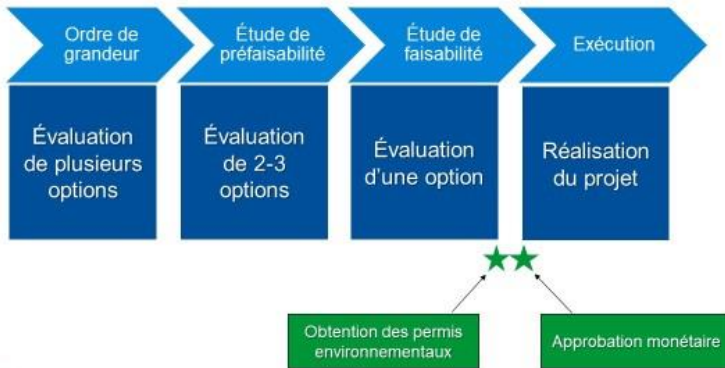 Ordre de
grandeur
Étude de
préfaisabilité
Étude de
faisabilité
Exécution
Évaluation
de plusieurs
options
Évaluation
de 2-3
options
Évaluation
d'une option
Réalisation
du projet
Obtention des permis
environnementaux
Approbation monétaire